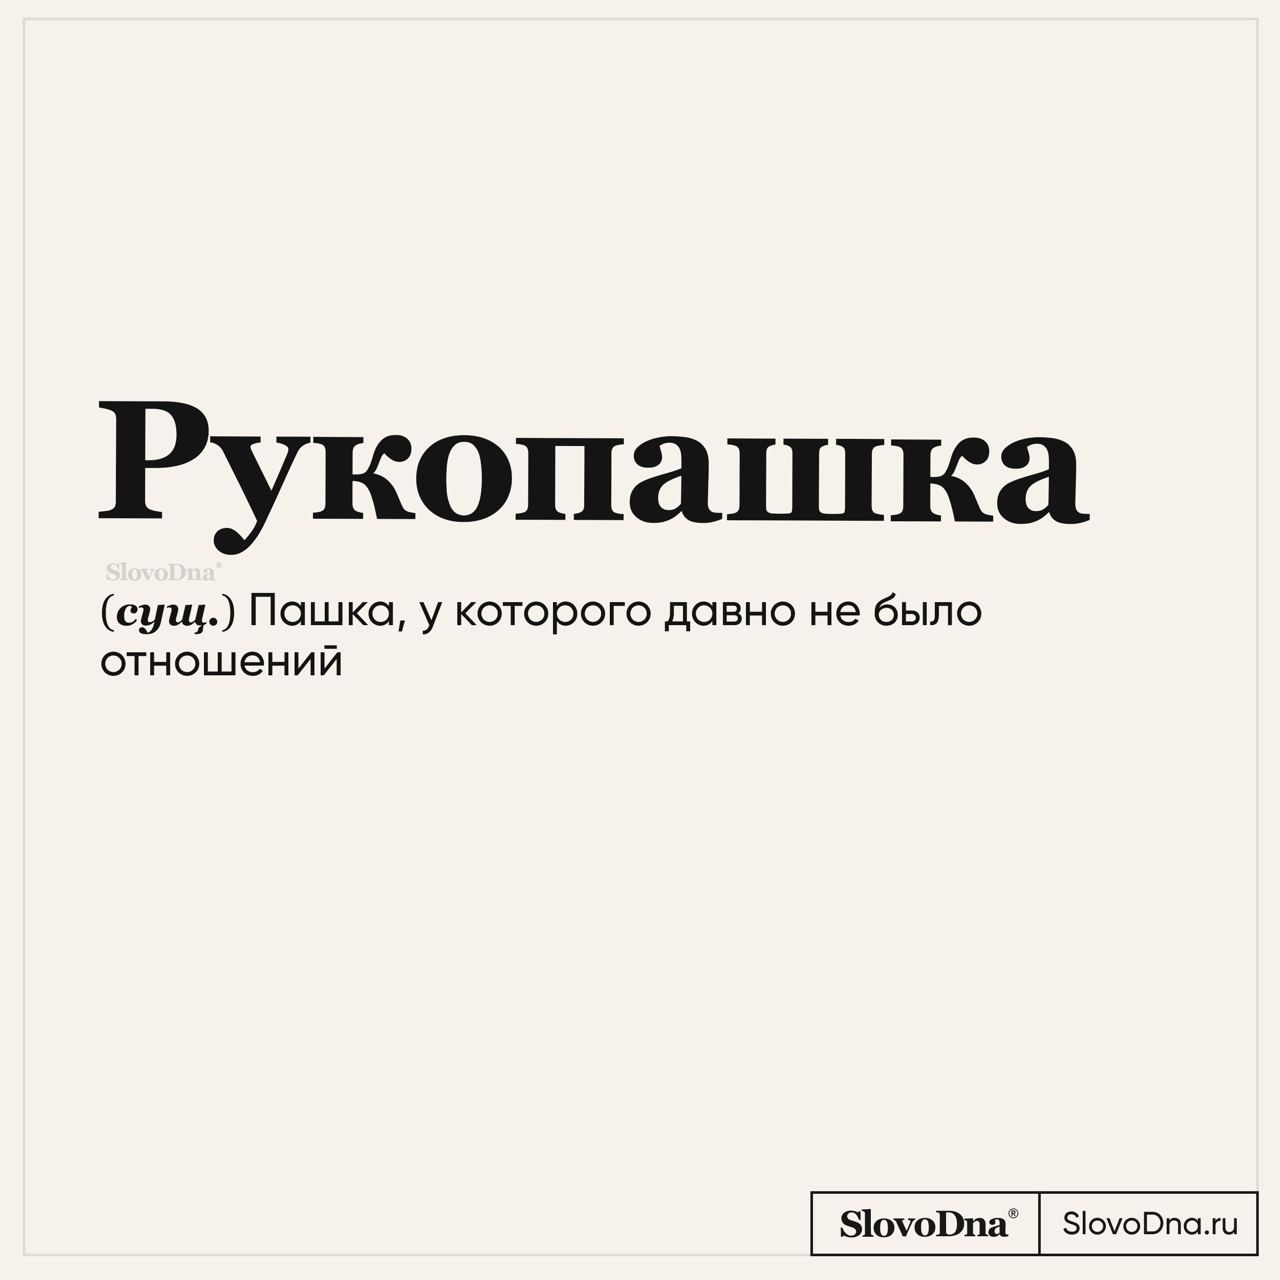 Рукопашка
SlovoDna®
(сущ.) Пашка, у которого давно не было
отношений
SlovoDna® SlovoDna.ru